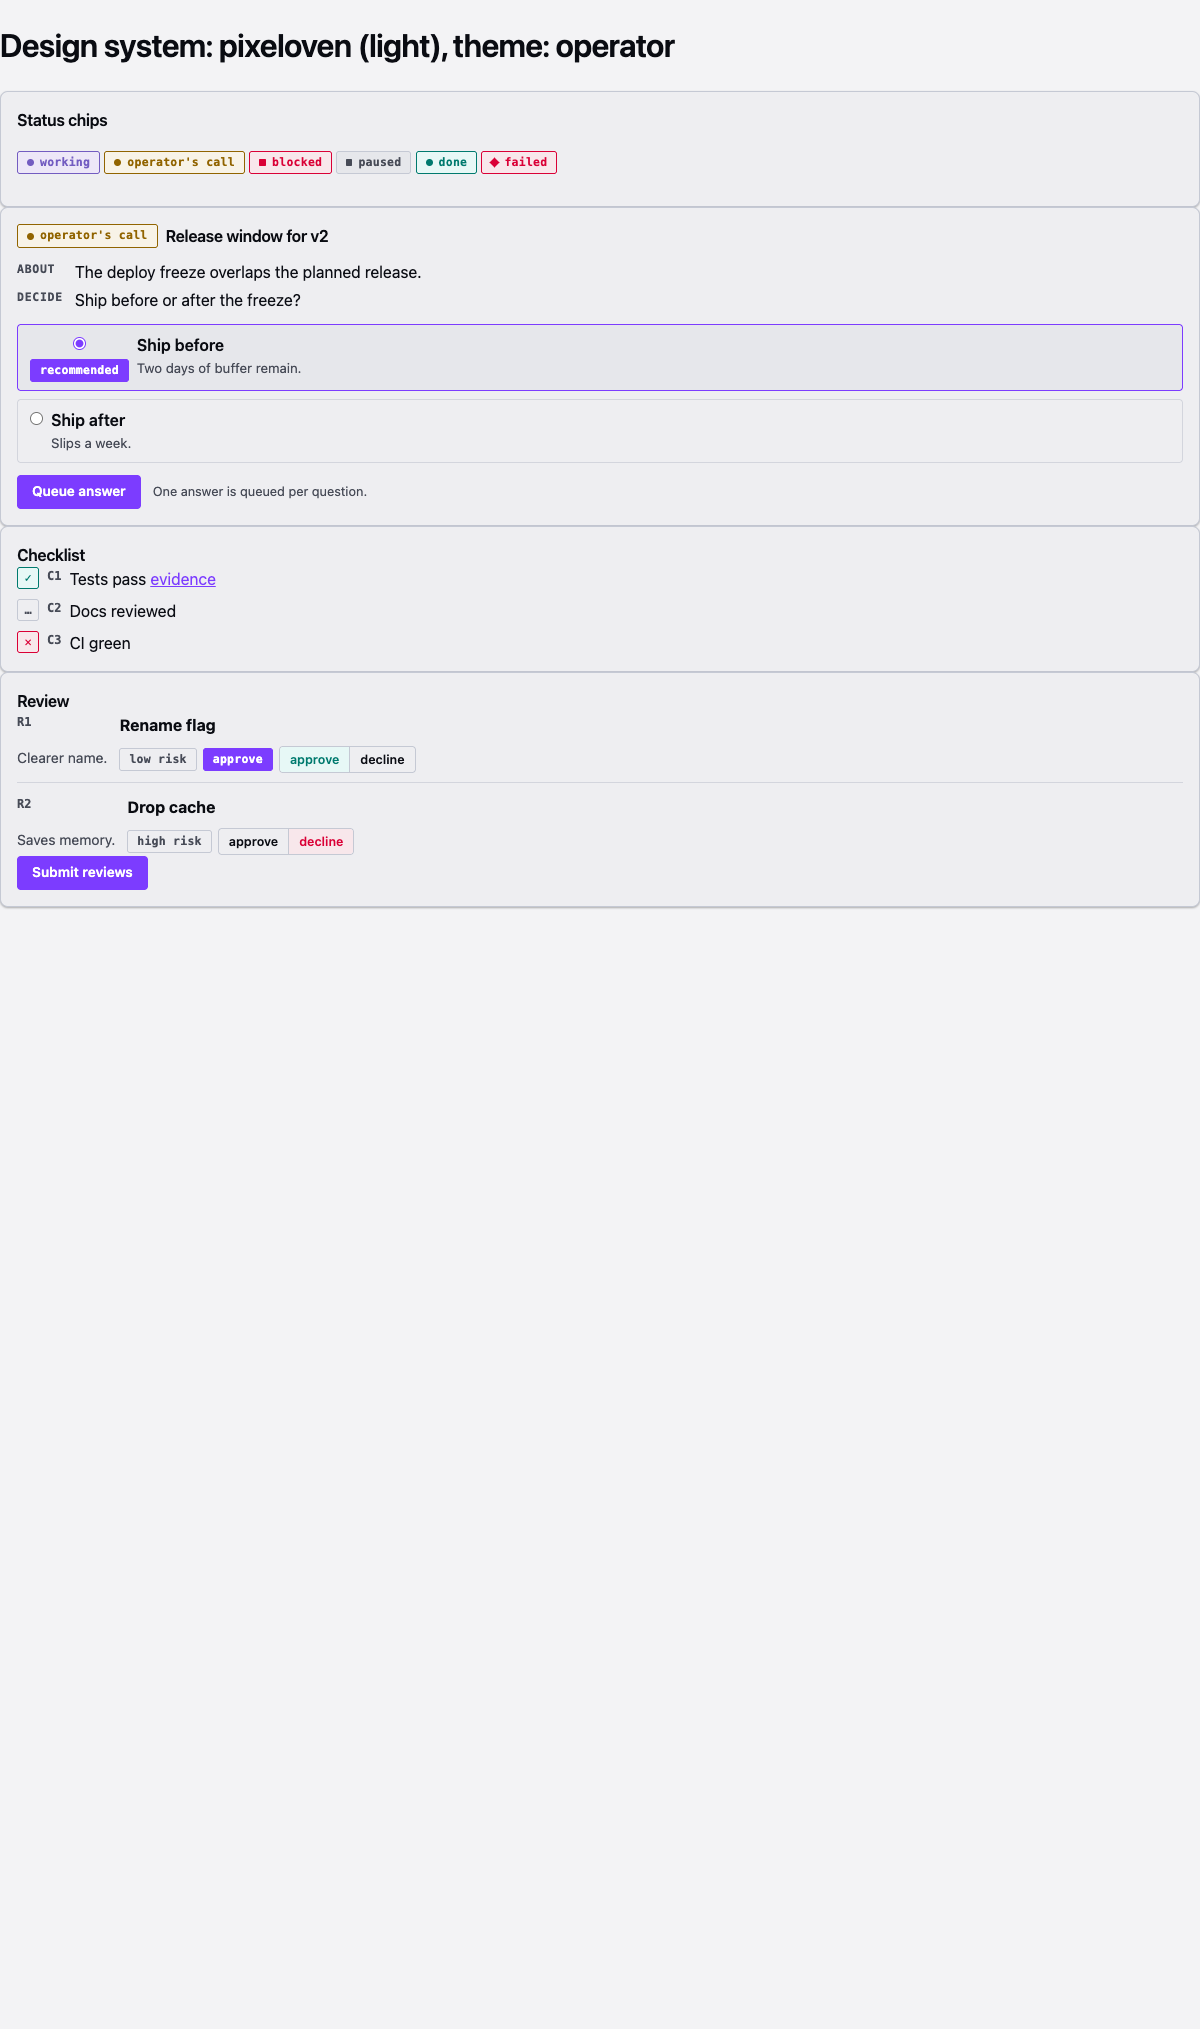 Design system: pixeloven (light), theme: operator
Status chips
working operator's call blocked paused done failed
operator's call Release window for v2
ABOUT The deploy freeze overlaps the planned release.
DECIDE Ship before or after the freeze?
Ship before
recommended Two days of buffer remain.
Ship after
Slips a week.
Queue answer One answer is queued per question.
Checklist
✓ C1 Tests pass evidence
… C2 Docs reviewed
× C3 CI green
Review
R1 Rename flag
Clearer name. low risk approve approve decline
R2 Drop cache
Saves memory. high risk approve decline
Submit reviews